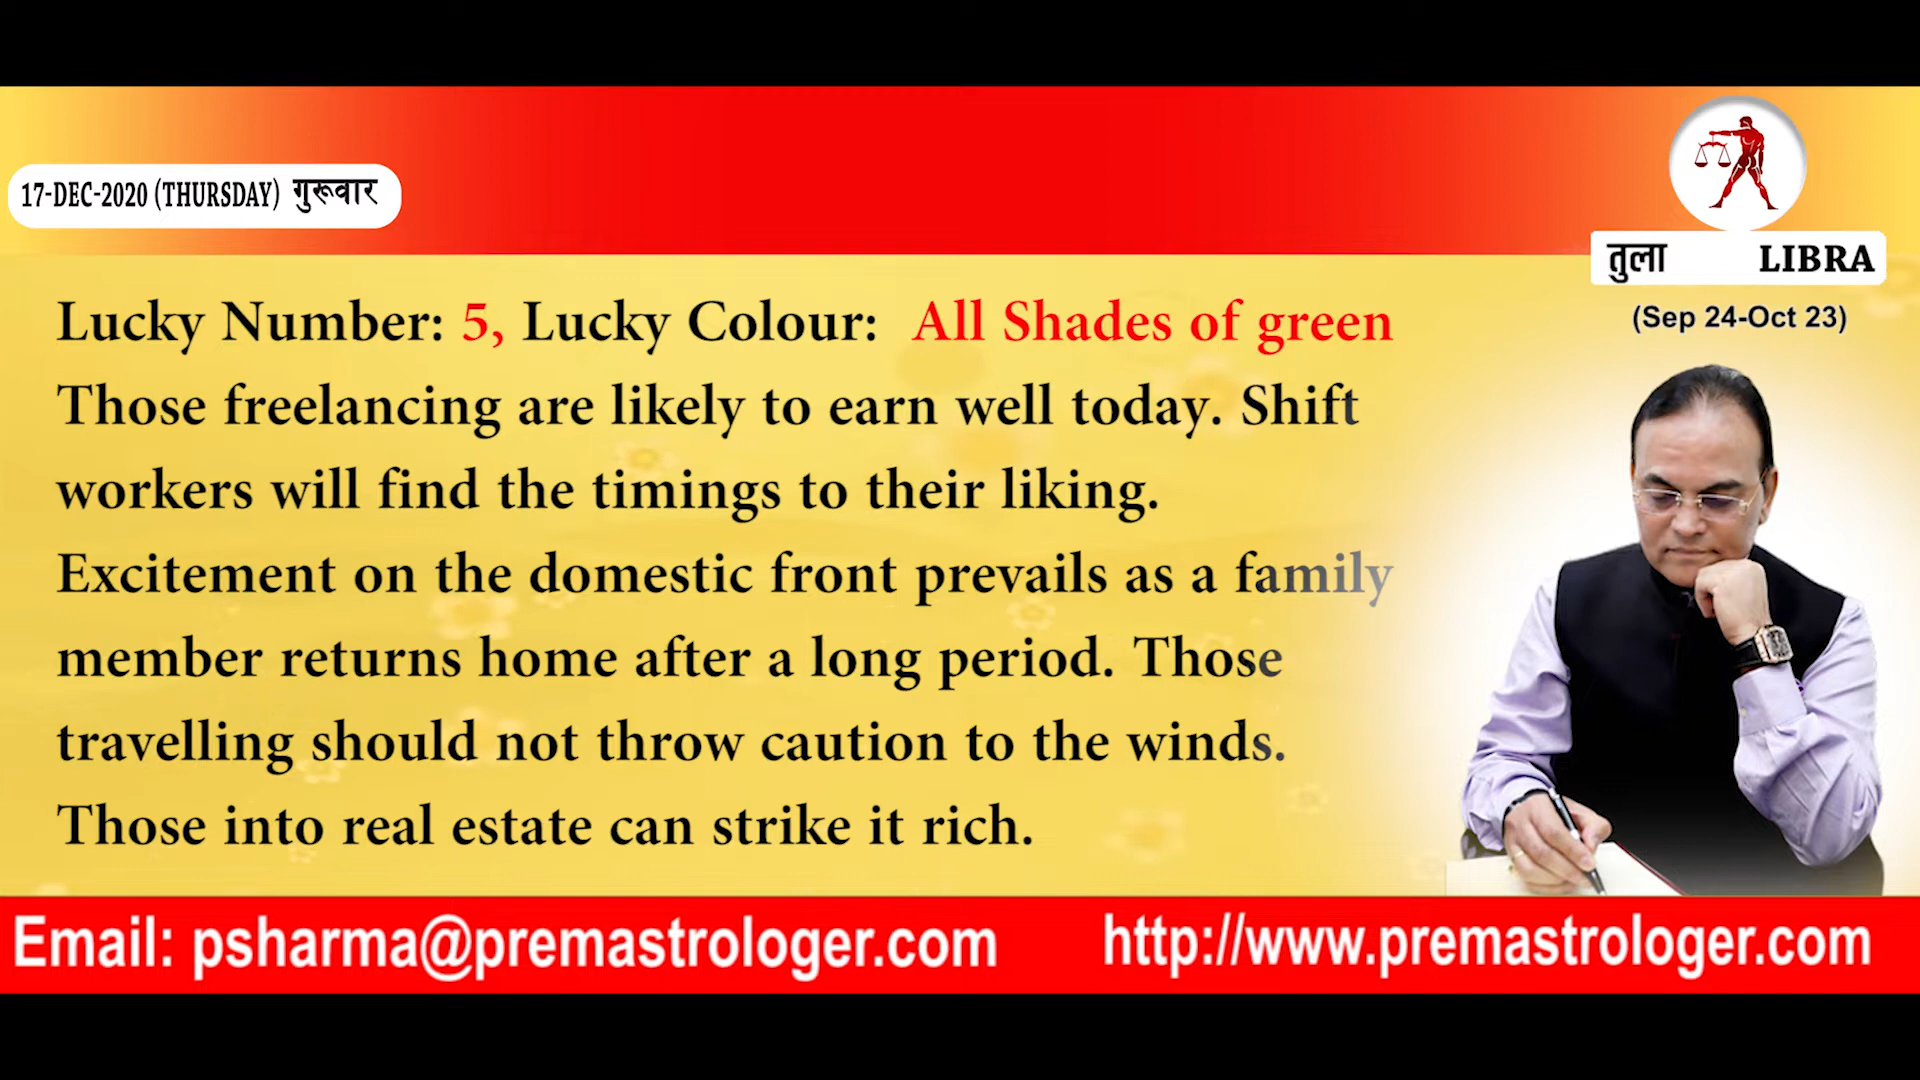 17-DEC-2020 (THURSDAY) गुरूवार
तुला LIBRA
(Sep 24-Oct 23)
Lucky Number: 5, Lucky Colour: All Shades of green
Those freelancing are likely to earn well today. Shift
workers will find the timings to their liking.
Excitement on the domestic front prevails as a family
member returns home after a long period. Those
travelling should not throw caution to the winds.
Those into real estate can strike it rich.
Email: psharma@premastrologer.com
http://www.premastrologer.com